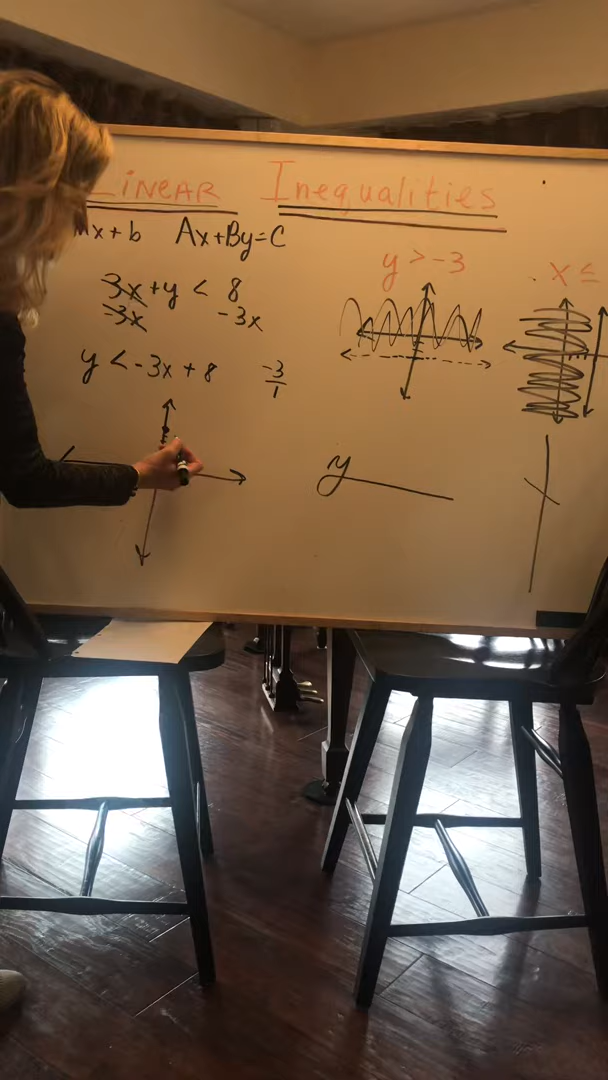 Linear Inequalities
x+b Ax+By=C
3x+y < 8
-3x -3x
y < -3x + 8
-3
1
y > -3
x ≤
y